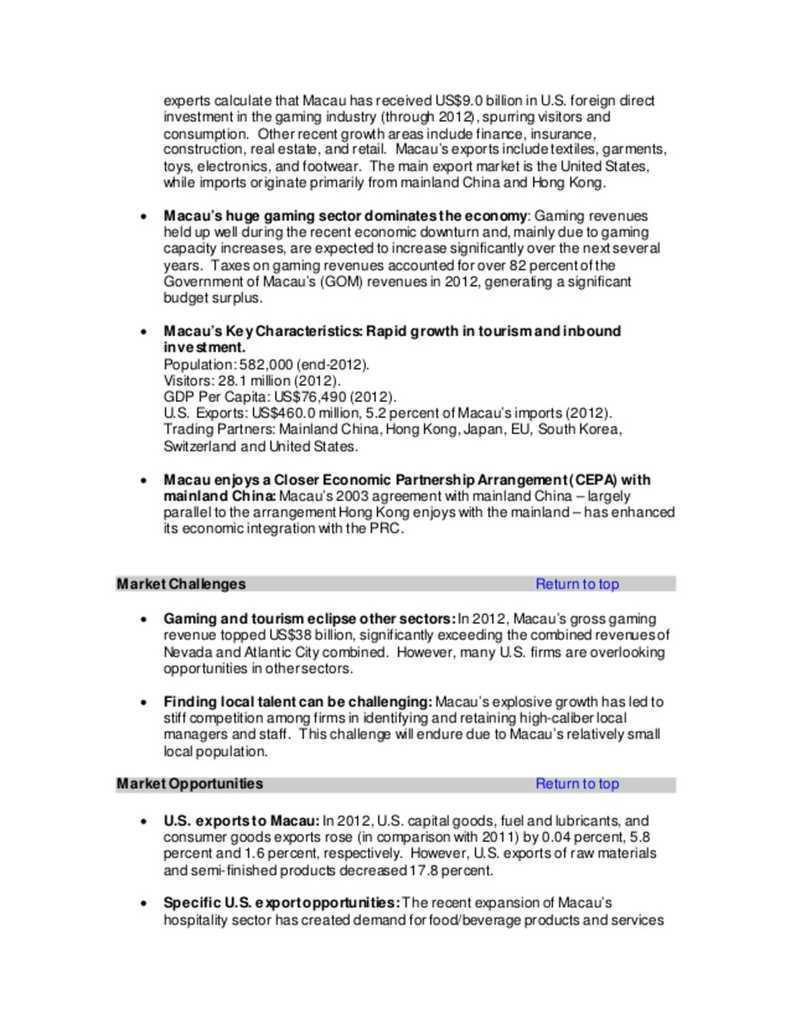 experts calculate that Macau has received US$9.0 billion in U.S. foreign direct
investment in the gaming industry (through 2012), spurring visitors and
consumption.  Other recent growth areas include finance, insurance,
construction, real estate, and retail.  Macau's exports include textiles, garments,
toys, electronics, and footwear.  The main export market is the United States,
while imports originate primarily from mainland China and Hong Kong.
• Macau's huge gaming sector dominates the economy: Gaming revenues
held up well during the recent economic downturn and, mainly due to gaming
capacity increases, are expected to increase significantly over the next several
years.  Taxes on gaming revenues accounted for over 82 percent of the
Government of Macau's (GOM) revenues in 2012, generating a significant
budget surplus.
• Macau's Key Characteristics: Rapid growth in tourism and inbound
investment.
Population: 582,000 (end-2012).
Visitors: 28.1 million (2012).
GDP Per Capita: US$76,490 (2012).
U.S. Exports: US$460.0 million, 5.2 percent of Macau's imports (2012).
Trading Partners: Mainland China, Hong Kong, Japan, EU, South Korea,
Switzerland and United States.
• Macau enjoys a Closer Economic Partnership Arrangement (CEPA) with
mainland China: Macau's 2003 agreement with mainland China – largely
parallel to the arrangement Hong Kong enjoys with the mainland – has enhanced
its economic integration with the PRC.
Market Challenges Return to top
• Gaming and tourism eclipse other sectors: In 2012, Macau's gross gaming
revenue topped US$38 billion, significantly exceeding the combined revenues of
Nevada and Atlantic City combined.  However, many U.S. firms are overlooking
opportunities in other sectors.
• Finding local talent can be challenging: Macau's explosive growth has led to
stiff competition among firms in identifying and retaining high-caliber local
managers and staff.  This challenge will endure due to Macau's relatively small
local population.
Market Opportunities Return to top
• U.S. exports to Macau: In 2012, U.S. capital goods, fuel and lubricants, and
consumer goods exports rose (in comparison with 2011) by 0.04 percent, 5.8
percent and 1.6 percent, respectively.  However, U.S. exports of raw materials
and semi-finished products decreased 17.8 percent.
• Specific U.S. export opportunities: The recent expansion of Macau's
hospitality sector has created demand for food/beverage products and services